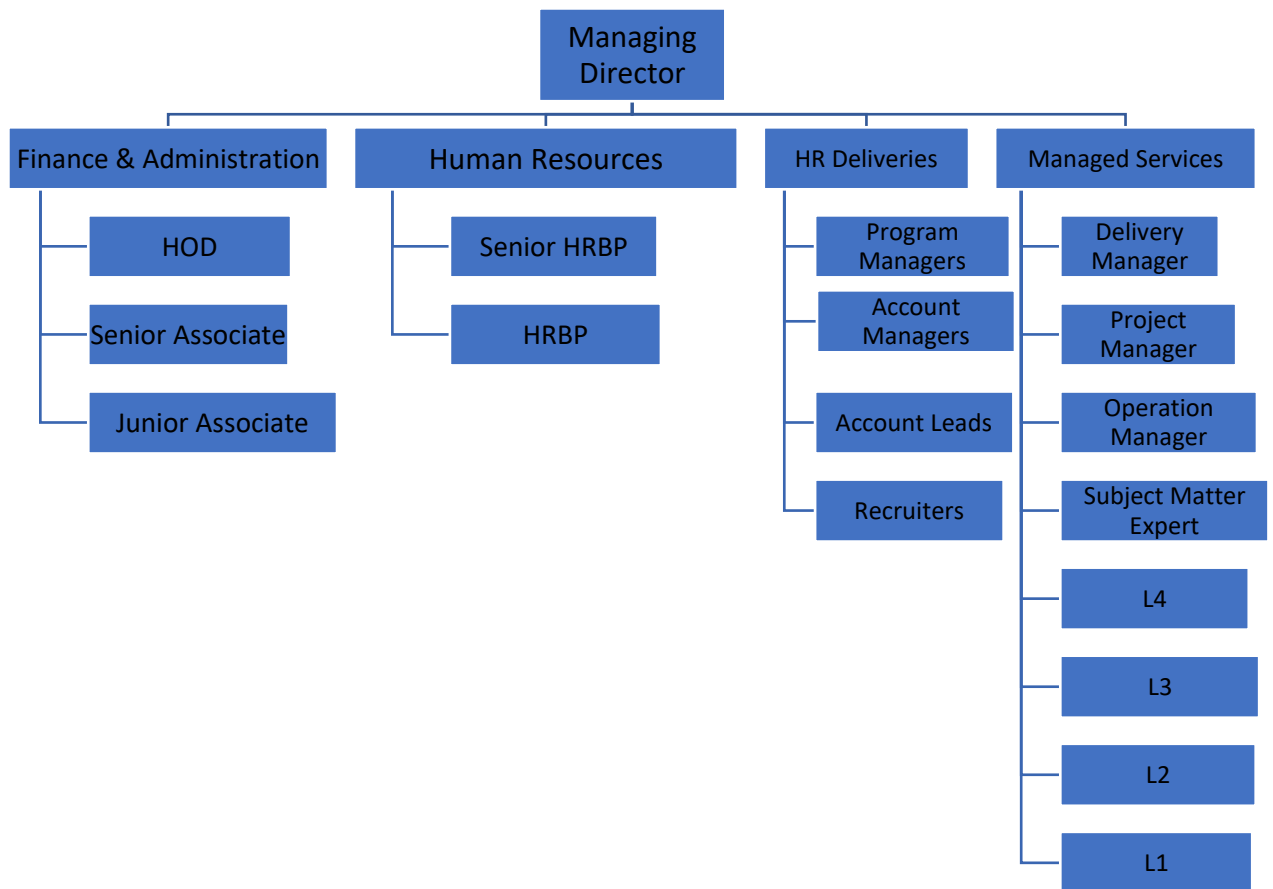 Managing
Director
Finance & Administration
Human Resources
HR Deliveries
Managed Services
HOD
Senior Associate
Junior Associate
Senior HRBP
HRBP
Program
Managers
Account
Managers
Account Leads
Recruiters
Delivery
Manager
Project
Manager
Operation
Manager
Subject Matter
Expert
L4
L3
L2
L1